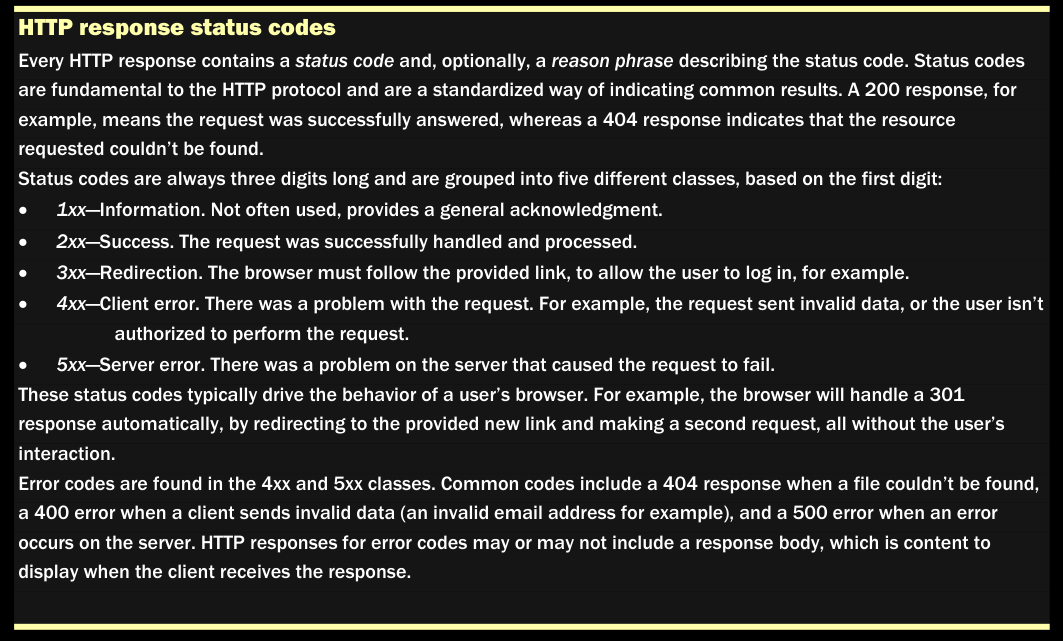 HTTP response status codes
Every HTTP response contains a status code and, optionally, a reason phrase describing the status code. Status codes
are fundamental to the HTTP protocol and are a standardized way of indicating common results. A 200 response, for
example, means the request was successfully answered, whereas a 404 response indicates that the resource
requested couldn’t be found.
Status codes are always three digits long and are grouped into five different classes, based on the first digit:
• 1xx—Information. Not often used, provides a general acknowledgment.
• 2xx—Success. The request was successfully handled and processed.
• 3xx—Redirection. The browser must follow the provided link, to allow the user to log in, for example.
• 4xx—Client error. There was a problem with the request. For example, the request sent invalid data, or the user isn’t
authorized to perform the request.
• 5xx—Server error. There was a problem on the server that caused the request to fail.
These status codes typically drive the behavior of a user’s browser. For example, the browser will handle a 301
response automatically, by redirecting to the provided new link and making a second request, all without the user’s
interaction.
Error codes are found in the 4xx and 5xx classes. Common codes include a 404 response when a file couldn’t be found,
a 400 error when a client sends invalid data (an invalid email address for example), and a 500 error when an error
occurs on the server. HTTP responses for error codes may or may not include a response body, which is content to
display when the client receives the response.